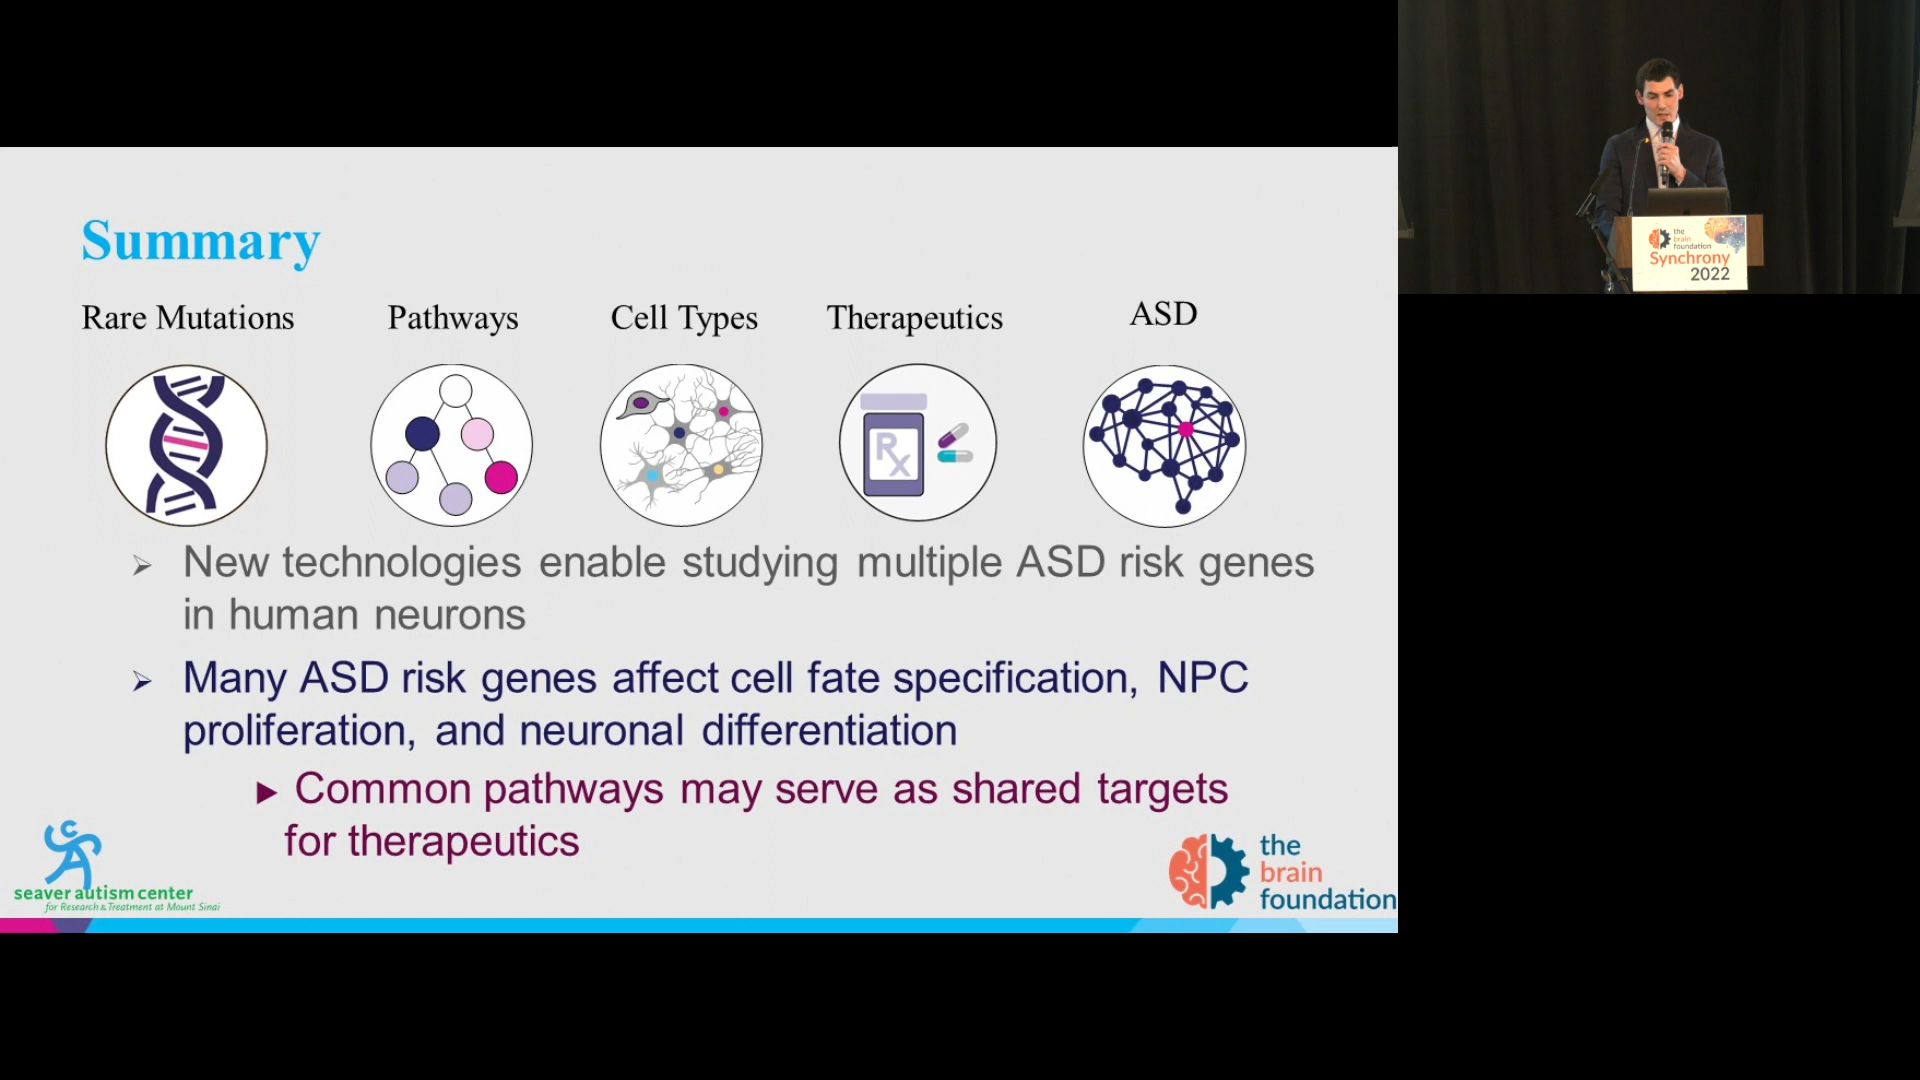 Summary
Rare Mutations
Pathways
Cell Types
Therapeutics
ASD
Rx
➢ New technologies enable studying multiple ASD risk genes
in human neurons
➢ Many ASD risk genes affect cell fate specification, NPC
proliferation, and neuronal differentiation
► Common pathways may serve as shared targets
for therapeutics
seaver autism center
for Research & Treatment at Mount Sinai
the
brain
foundation
the
brain
foundation
Synchrony
2022